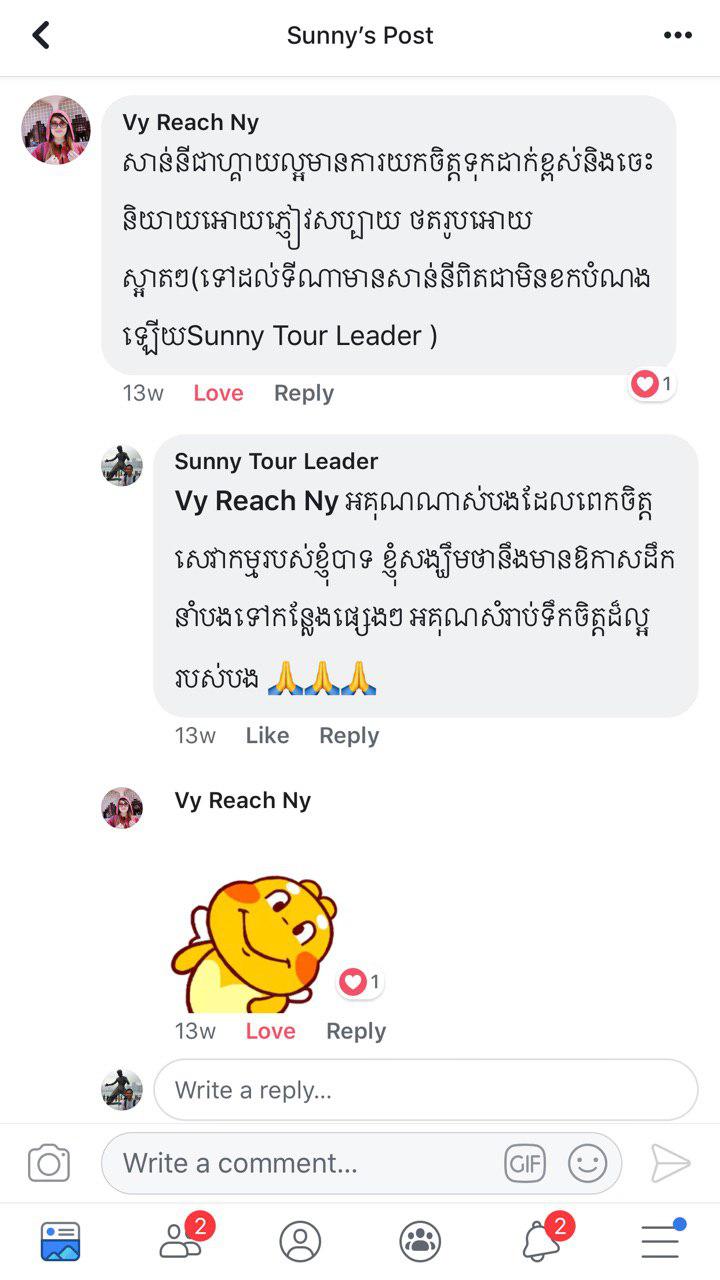 Sunny’s Post
Vy Reach Ny
សាន់នីជាហ្គាយល្អមានការយកចិត្តទុកដាក់ខ្ពស់និងចេះ
និយាយអោយភ្ញៀវសប្បាយ ថតរូបអោយ
ស្អាតៗ(ទៅដល់ទីណាមានសាន់នីពិតជាមិនខកបំណង
ឡើយSunny Tour Leader )
13w Love Reply 1
Sunny Tour Leader
Vy Reach Ny អគុណណាស់បងដែលពេកចិត្ត
សេវាកម្មរបស់ខ្ញុំបាទ ខ្ញុំសង្ឃឹមថានឹងមានឱកាសដឹក
នាំបងទៅកន្លែងផ្សេងៗ អគុណសំរាប់ទឹកចិត្តដ៏ល្អ
របស់បង 🙏🙏🙏
13w Like Reply
Vy Reach Ny
1
13w Love Reply
Write a reply...
Write a comment... GIF
2 2